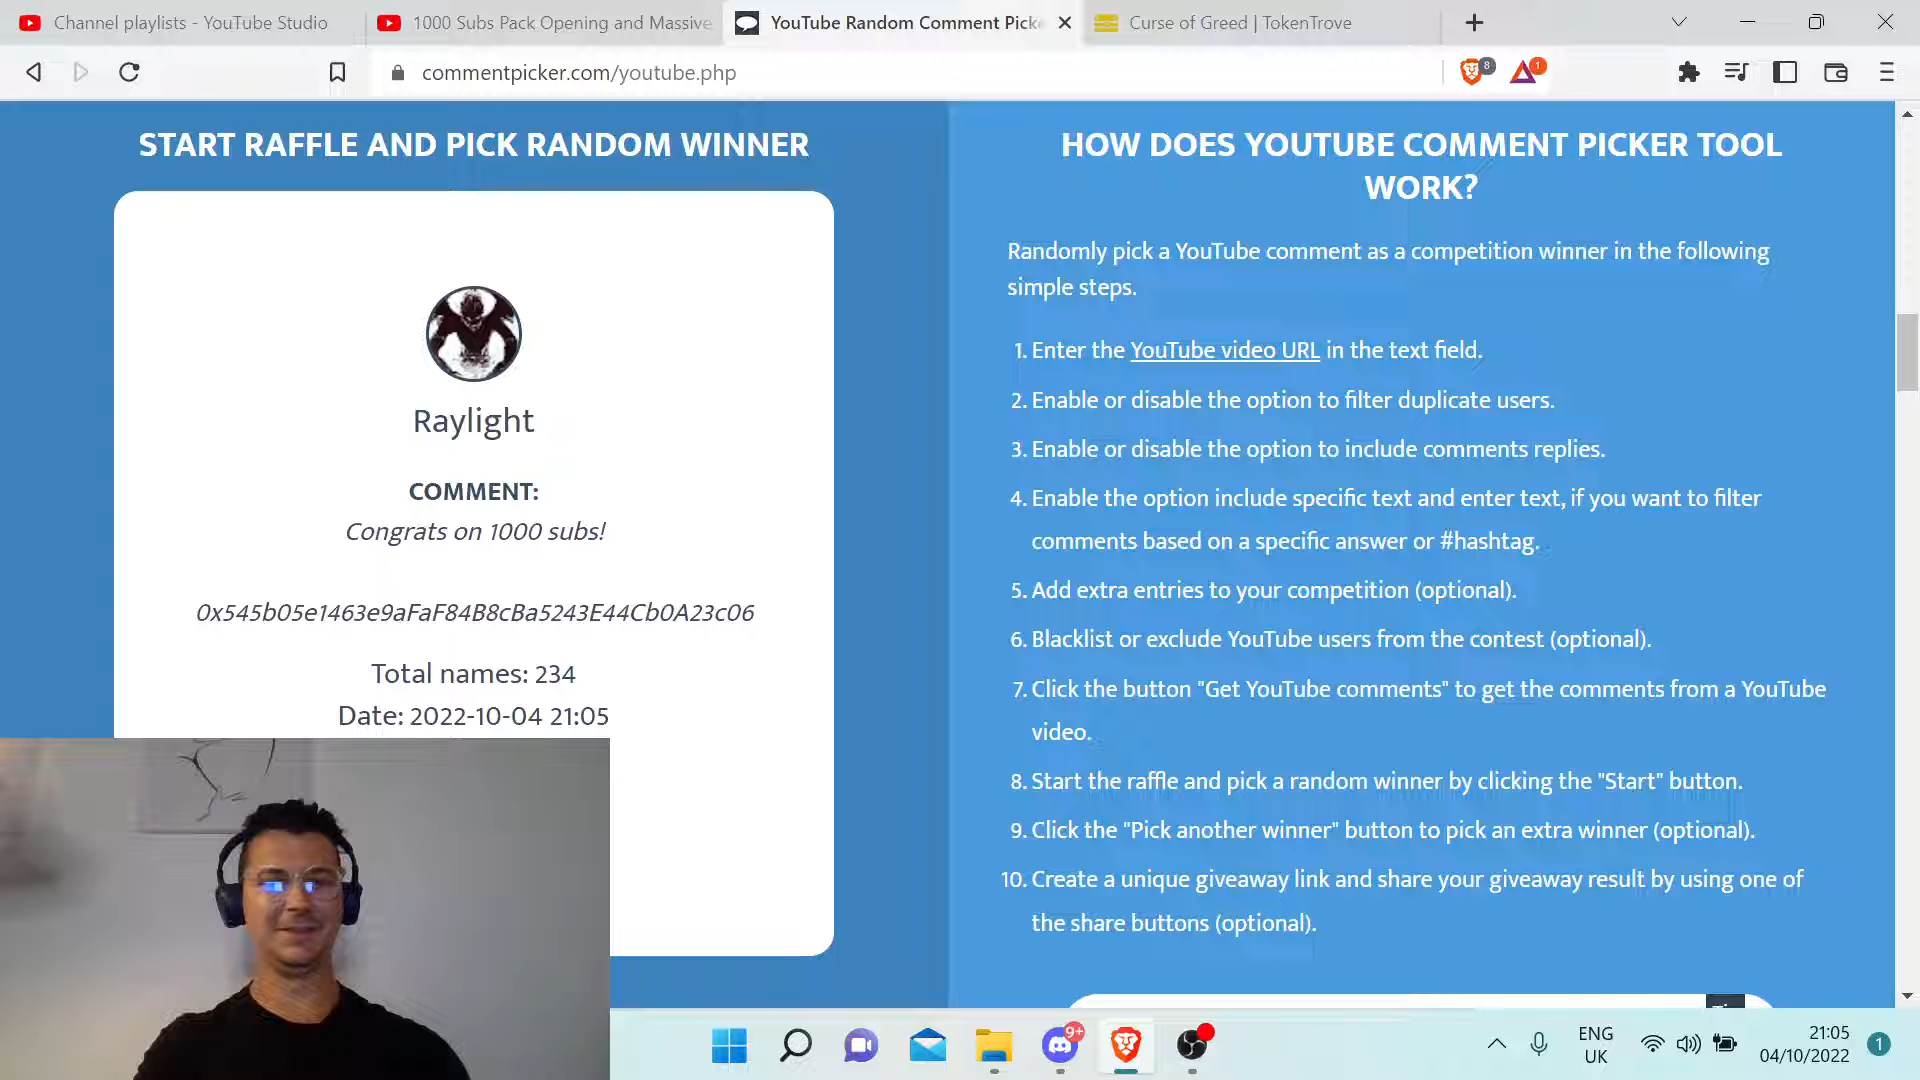 Channel playlists - YouTube Studio
1000 Subs Pack Opening and Massive
YouTube Random Comment Picke
Curse of Greed | TokenTrove
commentpicker.com/youtube.php
8
1
START RAFFLE AND PICK RANDOM WINNER
Raylight
COMMENT:
Congrats on 1000 subs!
0x545b05e1463e9aFaF84B8cBa5243E44Cb0A23c06
Total names: 234
Date: 2022-10-04 21:05
HOW DOES YOUTUBE COMMENT PICKER TOOL
WORK?
Randomly pick a YouTube comment as a competition winner in the following
simple steps.
1. Enter the YouTube video URL in the text field.
2. Enable or disable the option to filter duplicate users.
3. Enable or disable the option to include comments replies.
4. Enable the option include specific text and enter text, if you want to filter
comments based on a specific answer or #hashtag.
5. Add extra entries to your competition (optional).
6. Blacklist or exclude YouTube users from the contest (optional).
7. Click the button "Get YouTube comments" to get the comments from a YouTube
video.
8. Start the raffle and pick a random winner by clicking the "Start" button.
9. Click the "Pick another winner" button to pick an extra winner (optional).
10. Create a unique giveaway link and share your giveaway result by using one of
the share buttons (optional).
9+
ENG
UK
21:05
04/10/2022
1